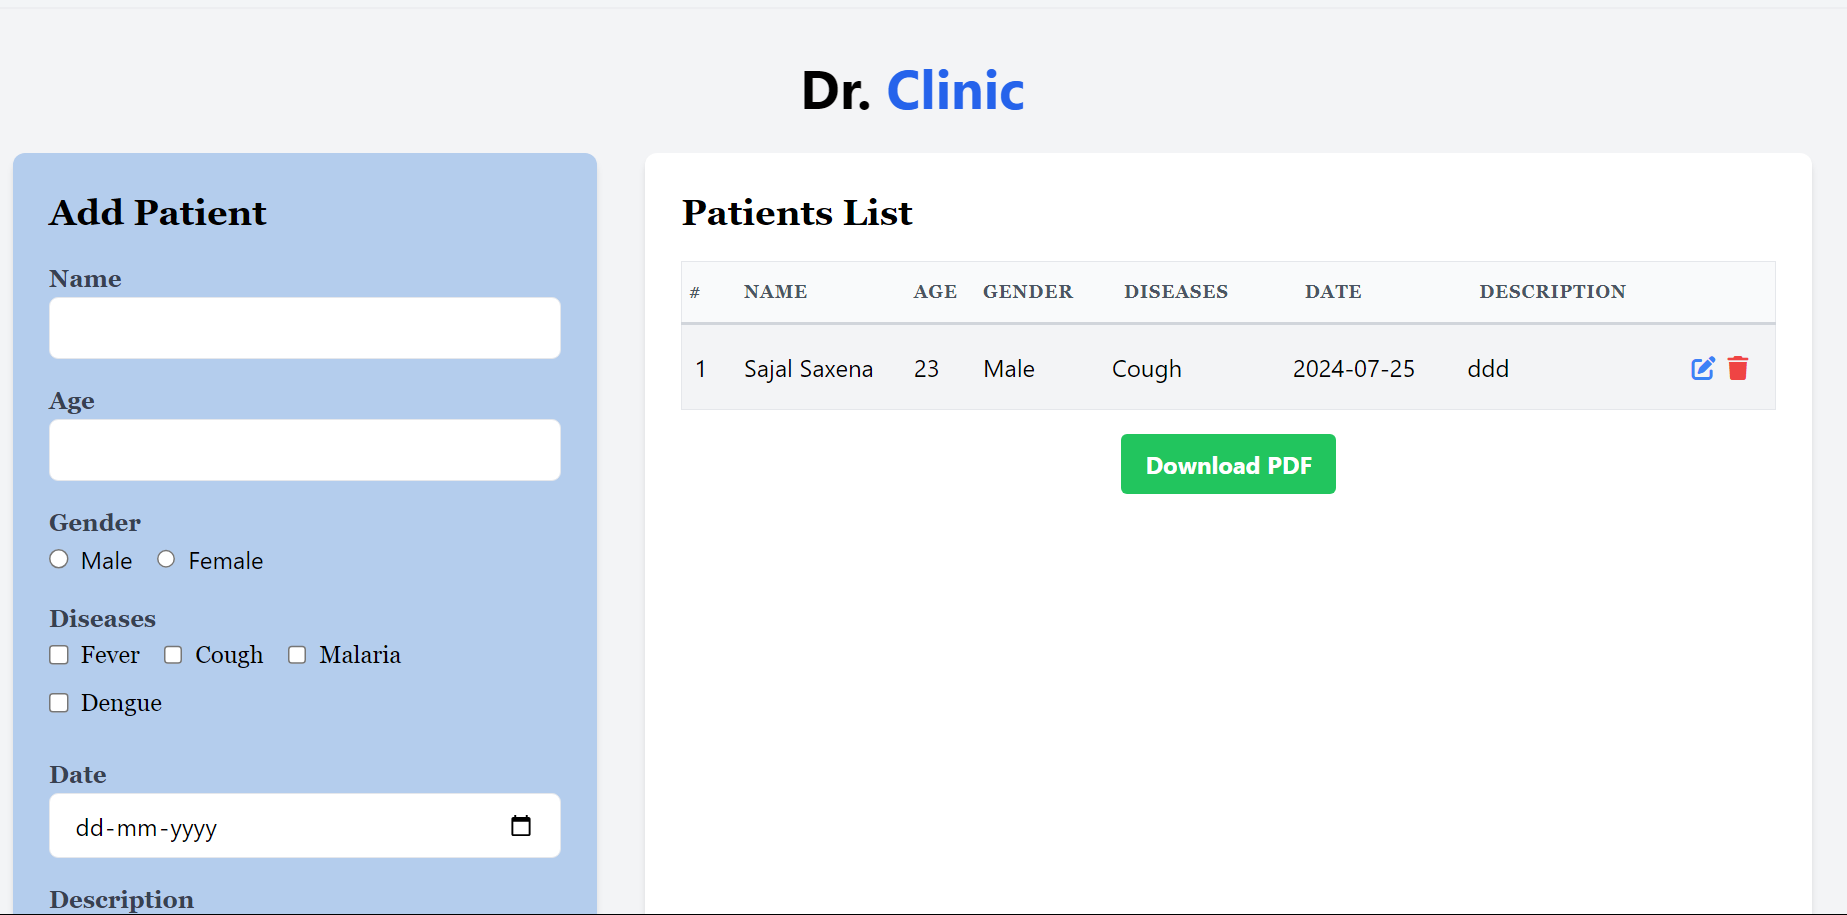 Dr. Clinic
Add Patient
Name
Age
Gender
Male Female
Diseases
Fever Cough Malaria
Dengue
Date
dd-mm-yyyy
Description
Patients List
# NAME AGE GENDER DISEASES DATE DESCRIPTION
1 Sajal Saxena 23 Male Cough 2024-07-25 ddd
Download PDF